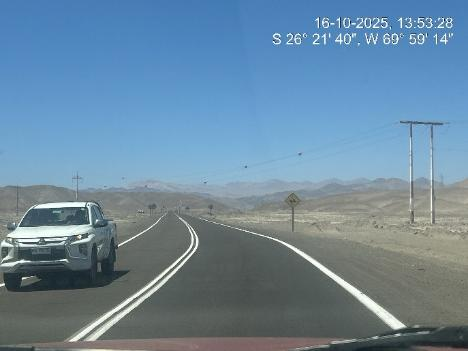 16-10-2025, 13:53:28
S 26° 21' 40", W 69° 59' 14"